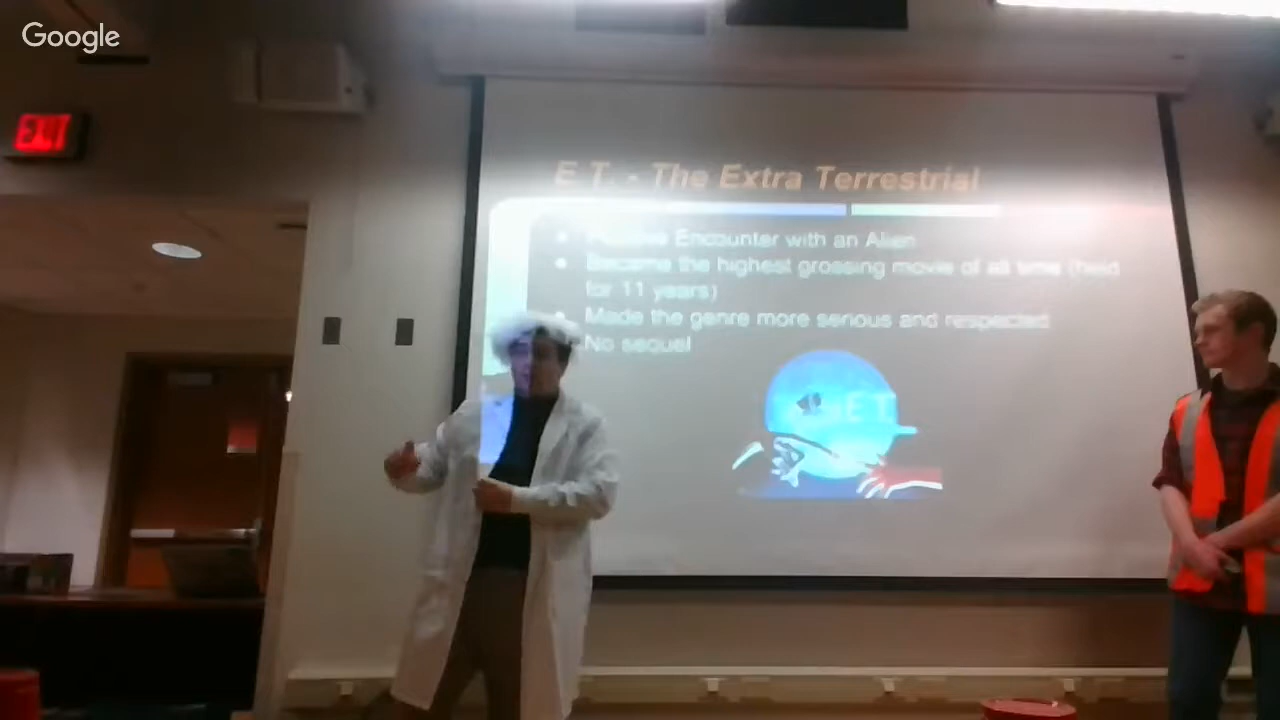 Google
EXIT
E.T. - The Extra Terrestrial
Encounter with an Alien
Became the highest grossing movie of all time (held
for 11 years)
Made the genre more serious and respected
No sequel
E.T.